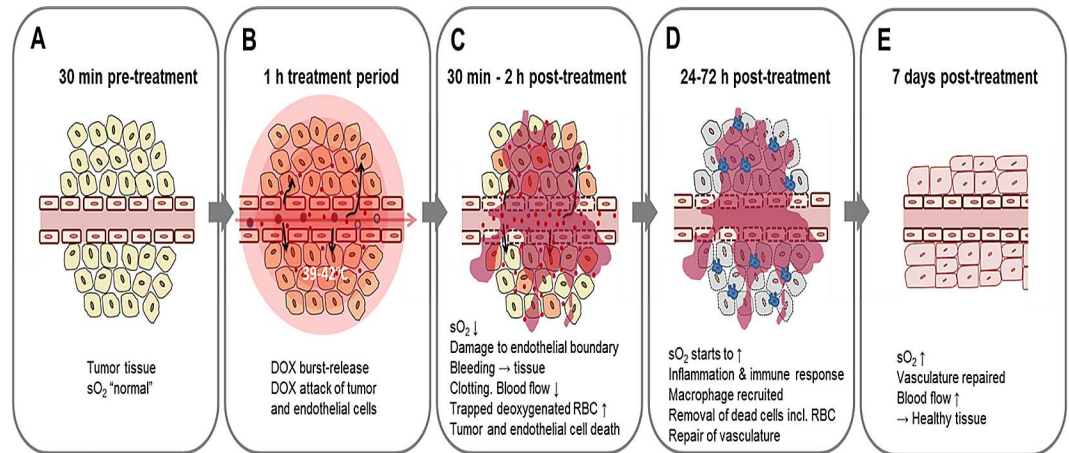 A
30 min pre-treatment
Tumor tissue
sO₂ “normal”
B
1 h treatment period
39-42°C
DOX burst-release
DOX attack of tumor
and endothelial cells
C
30 min - 2 h post-treatment
sO₂ ↓
Damage to endothelial boundary
Bleeding → tissue
Clotting. Blood flow ↓
Trapped deoxygenated RBC ↑
Tumor and endothelial cell death
D
24-72 h post-treatment
sO₂ starts to ↑
Inflammation & immune response
Macrophage recruited
Removal of dead cells incl. RBC
Repair of vasculature
E
7 days post-treatment
sO₂ ↑
Vasculature repaired
Blood flow ↑
→ Healthy tissue